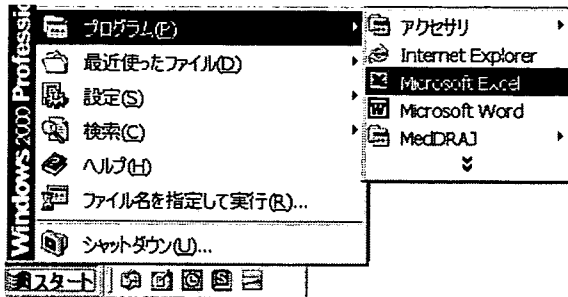 Windows 2000 Professio
プログラム(P)
最近使ったファイル(D)
設定(S)
検索(C)
ヘルプ(H)
ファイル名を指定して実行(R)...
シャットダウン(U)...
スタート
アクセサリ
Internet Explorer
Microsoft Excel
Microsoft Word
MedDRAJ